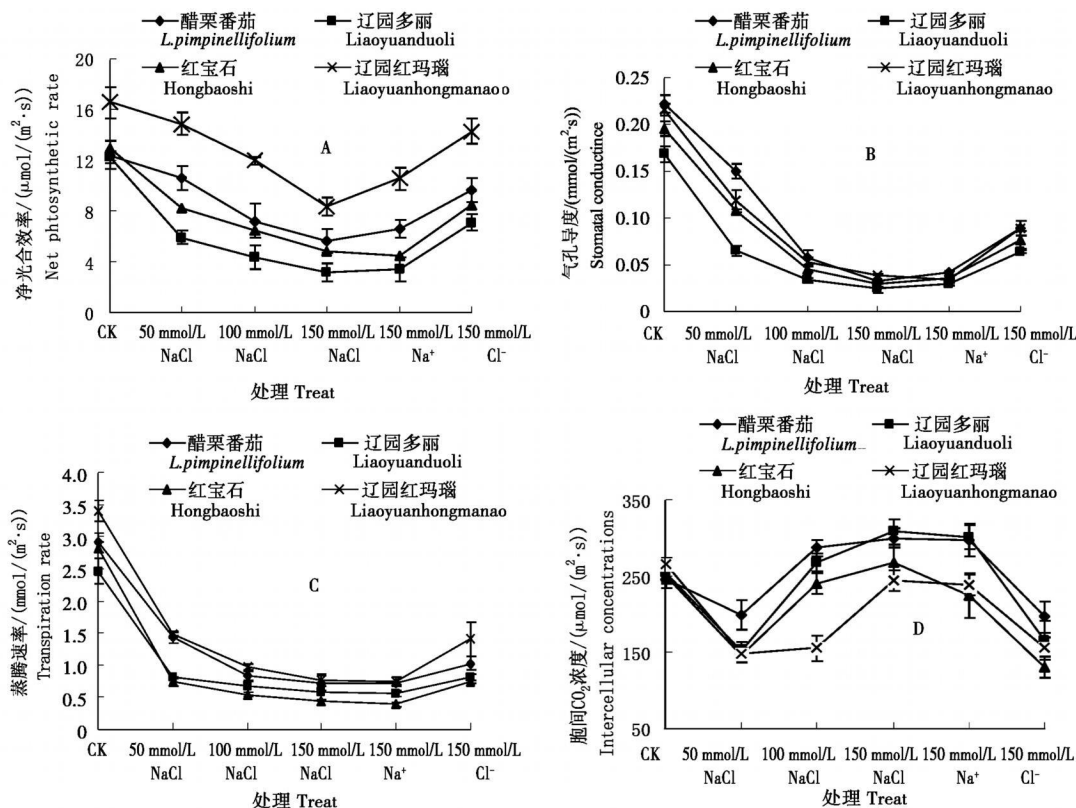 醋栗番茄 辽园多丽
L.pimpinellifolium Liaoyuanduoli
红宝石 辽园红玛瑙
Hongbaoshi Liaoyuanhongmanaoo
净光合效率/(μmol/(m²·s))
Net phtosynthetic rate
20
16
12
8
4
0
A
CK 50 mmol/L 100 mmol/L 150 mmol/L 150 mmol/L 150 mmol/L
NaCl NaCl NaCl Na⁺ Cl⁻
处理 Treat
醋栗番茄 辽园多丽
L.pimpinellifolium Liaoyuanduoli
红宝石 辽园红玛瑙
Hongbaoshi Liaoyuanhongmanao
气孔导度/(mmol/(m²·s))
Stomatal conductince
0.25
0.20
0.15
0.10
0.05
0
B
CK 50 mmol/L 100 mmol/L 150 mmol/L 150 mmol/L 150 mmol/L
NaCl NaCl NaCl Na⁺ Cl⁻
处理 Treat
醋栗番茄 辽园多丽
L.pimpinellifolium Liaoyuanduoli
红宝石 辽园红玛瑙
Hongbaoshi Liaoyuanhongmanao
蒸腾速率/(mmol/(m²·s))
Transpiration rate
4.0
3.5
3.0
2.5
2.0
1.5
1.0
0.5
0
C
CK 50 mmol/L 100 mmol/L 150 mmol/L 150 mmol/L 150 mmol/L
NaCl NaCl NaCl Na⁺ Cl⁻
处理 Treat
醋栗番茄 辽园多丽
L.pimpinellifolium Liaoyuanduoli
红宝石 辽园红玛瑙
Hongbaoshi Liaoyuanhongmanao
胞间CO₂浓度/(μmol/(m²·s))
Intercellular concentrations
350
250
150
50
D
CK 50 mmol/L 100 mmol/L 150 mmol/L 150 mmol/L 150 mmol/L
NaCl NaCl NaCl Na⁺ Cl⁻
处理 Treat